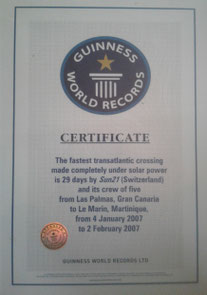 GUINNESS
WORLD RECORDS
CERTIFICATE
The fastest transatlantic crossing
made completely under solar power
is 29 days by Sun21 (Switzerland)
and its crew of five
from Las Palmas, Gran Canaria
to Le Marin, Martinique,
from 4 January 2007
to 2 February 2007
GUINNESS WORLD RECORDS LTD